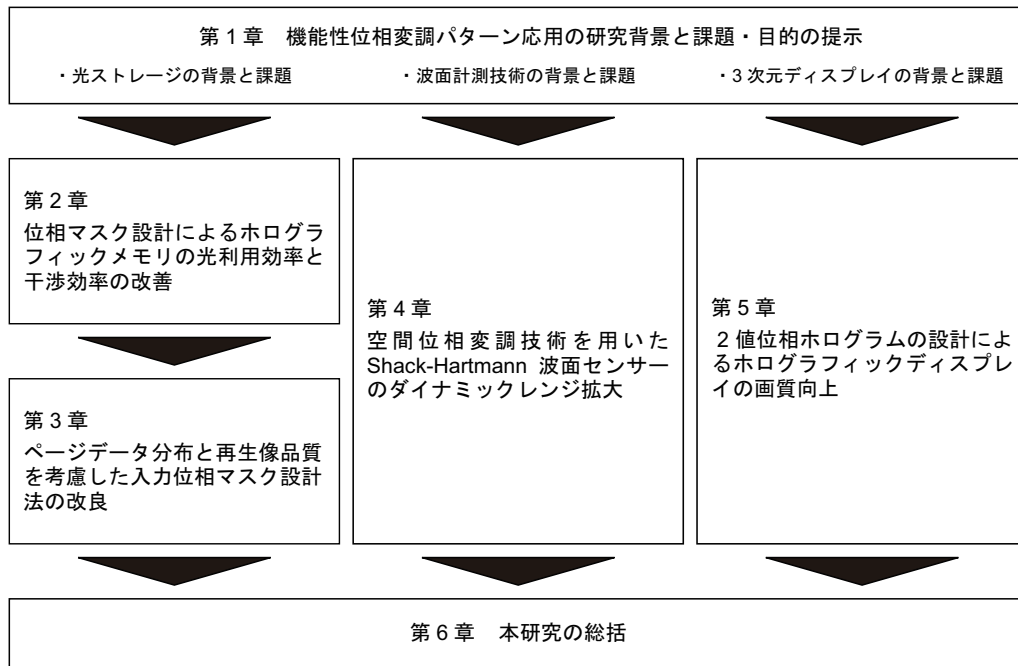 第1章 機能性位相変調パターン応用の研究背景と課題・目的の提示
・光ストレージの背景と課題
・波面計測技術の背景と課題
・3次元ディスプレイの背景と課題
第2章
位相マスク設計によるホログラ
フィックメモリの光利用効率と
干渉効率の改善
第3章
ページデータ分布と再生像品質
を考慮した入力位相マスク設計
法の改良
第4章
空間位相変調技術を用いた
Shack-Hartmann 波面センサー
のダイナミックレンジ拡大
第5章
2値位相ホログラムの設計によ
るホログラフィックディスプレ
イの画質向上
第6章 本研究の総括